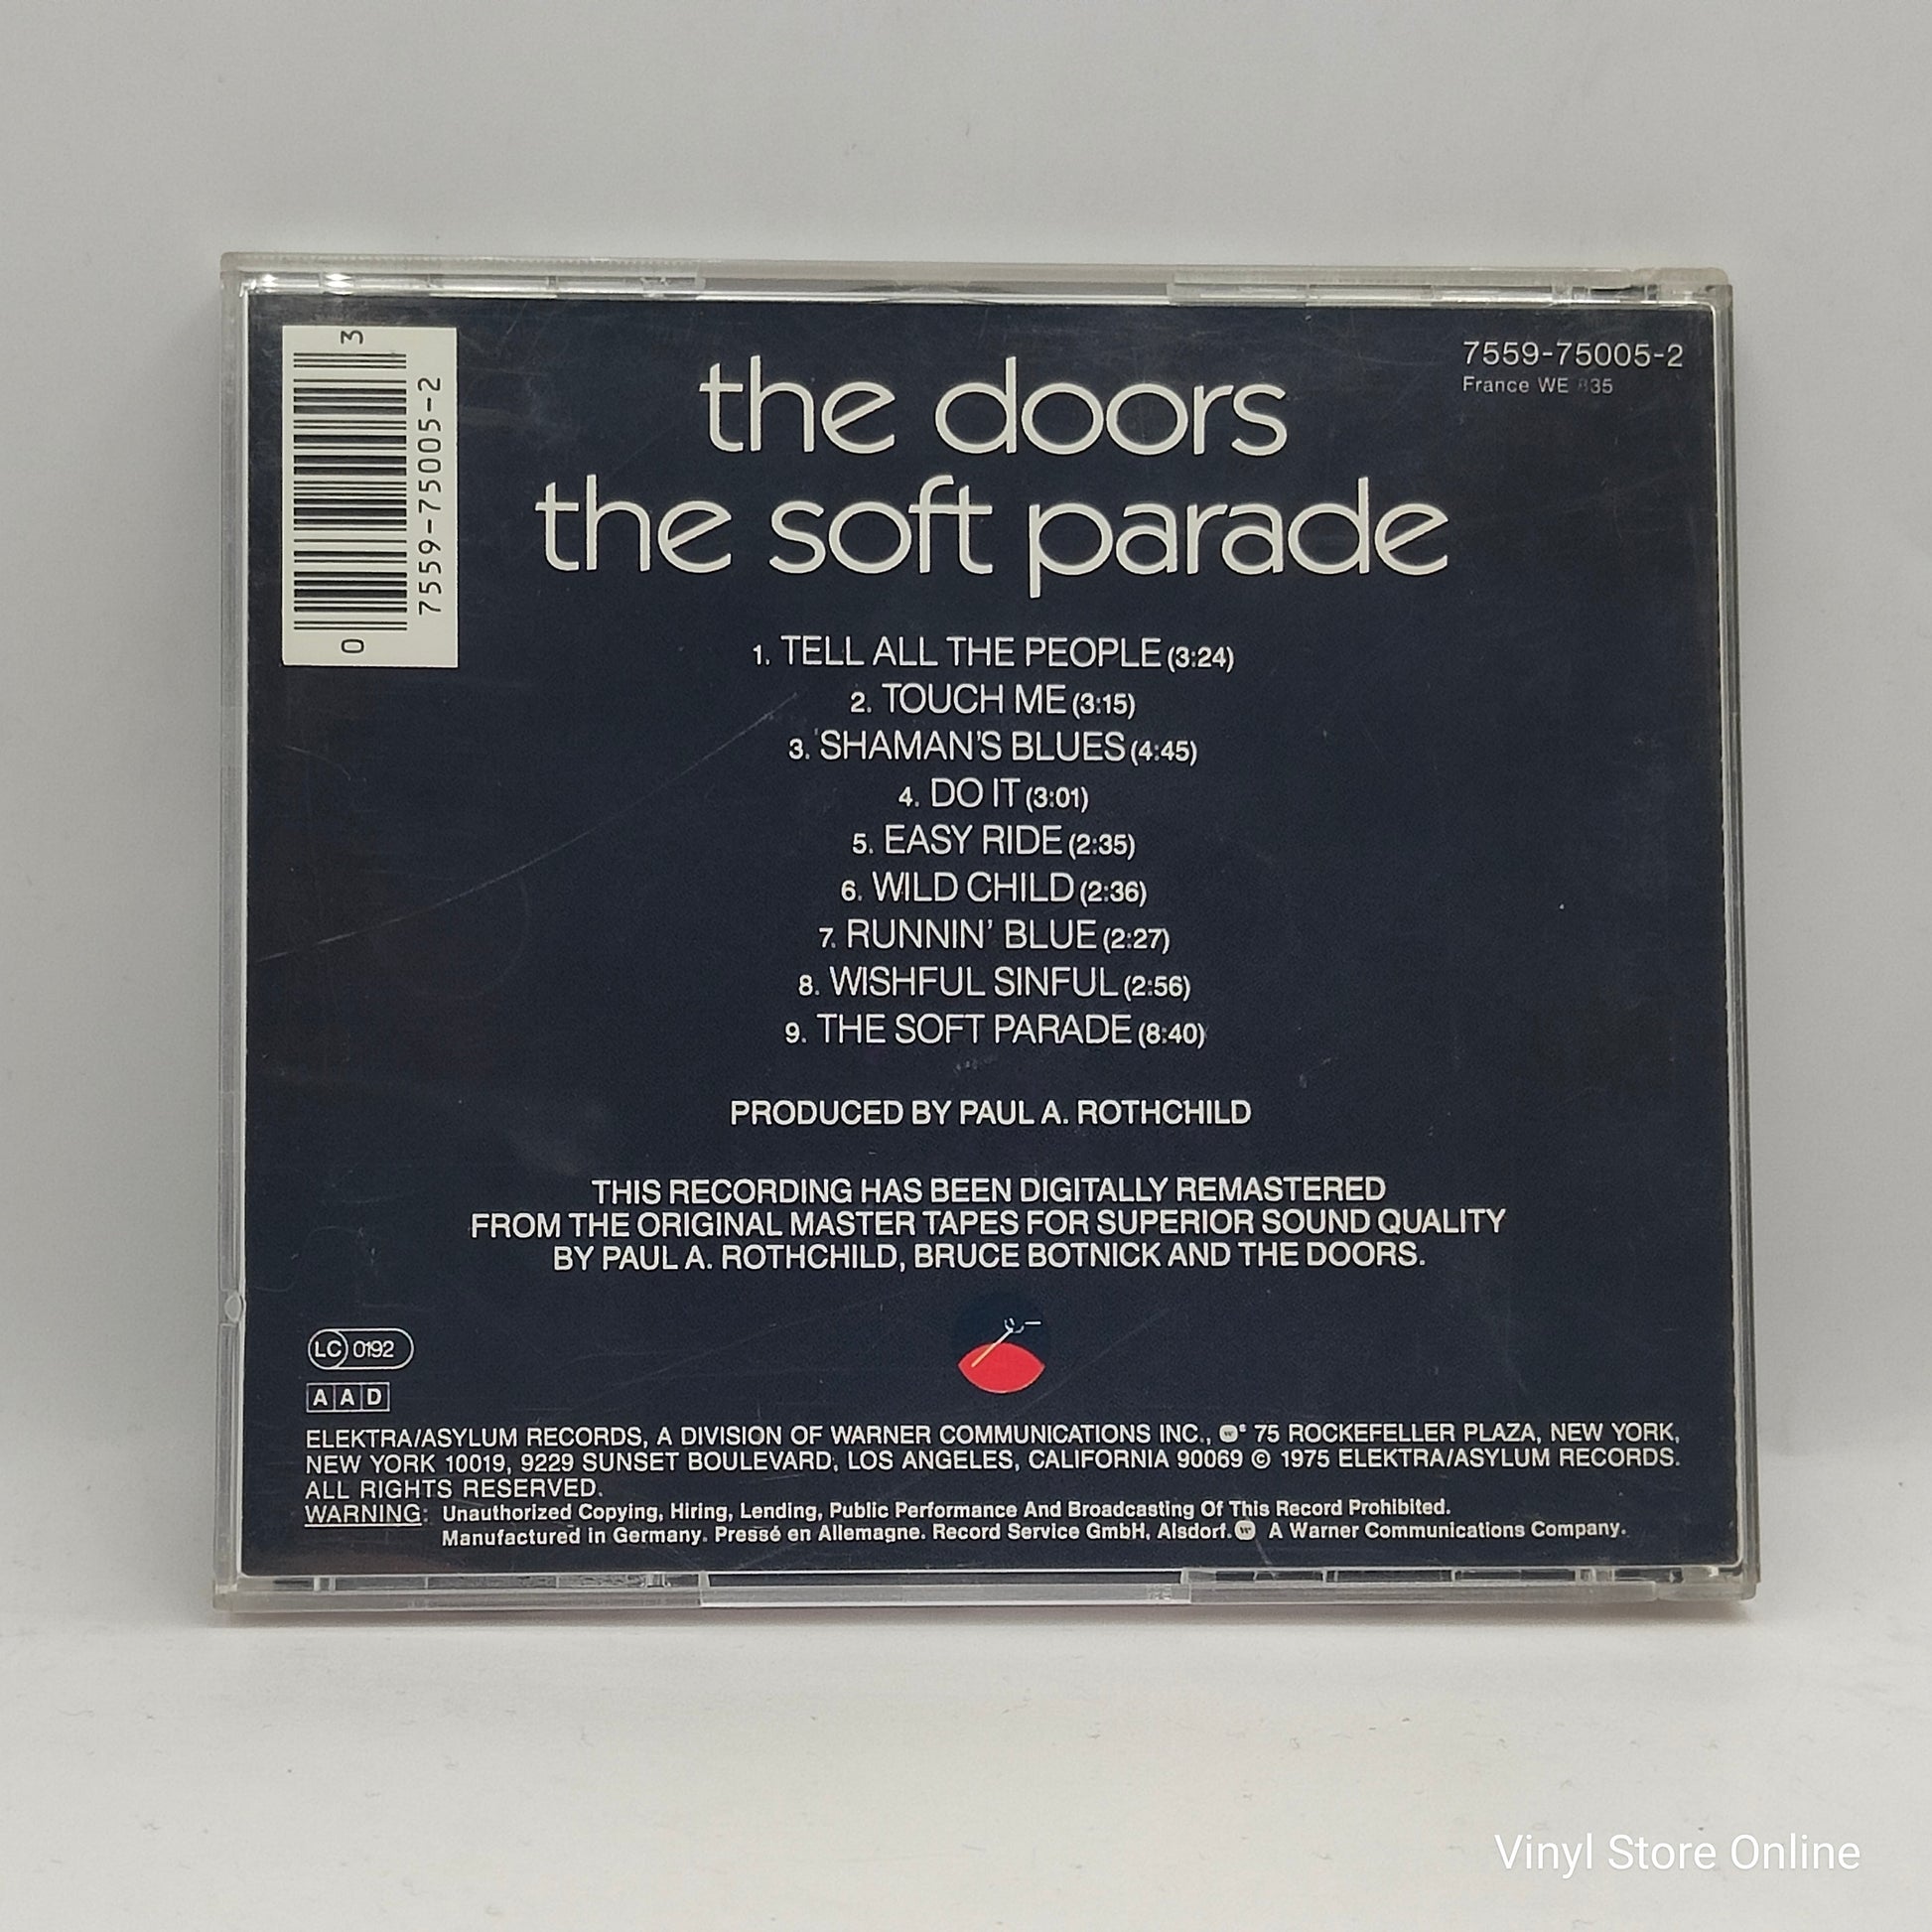 3
7559-75005-2
0
7559-75005-2
France WE 835
the doors
the soft parade
1. TELL ALL THE PEOPLE (3:24)
2. TOUCH ME (3:15)
3. SHAMAN'S BLUES (4:45)
4. DO IT (3:01)
5. EASY RIDE (2:35)
6. WILD CHILD (2:36)
7. RUNNIN' BLUE (2:27)
8. WISHFUL SINFUL (2:56)
9. THE SOFT PARADE (8:40)
PRODUCED BY PAUL A. ROTHCHILD
THIS RECORDING HAS BEEN DIGITALLY REMASTERED
FROM THE ORIGINAL MASTER TAPES FOR SUPERIOR SOUND QUALITY
BY PAUL A. ROTHCHILD, BRUCE BOTNICK AND THE DOORS.
LC 0192
AAD
ELEKTRA/ASYLUM RECORDS, A DIVISION OF WARNER COMMUNICATIONS INC., 75 ROCKEFELLER PLAZA, NEW YORK,
NEW YORK 10019, 9229 SUNSET BOULEVARD, LOS ANGELES, CALIFORNIA 90069 © 1975 ELEKTRA/ASYLUM RECORDS.
ALL RIGHTS RESERVED.
WARNING: Unauthorized Copying, Hiring, Lending, Public Performance And Broadcasting Of This Record Prohibited.
Manufactured in Germany. Pressé en Allemagne. Record Service GmbH, Alsdorf. A Warner Communications Company.
Vinyl Store Online